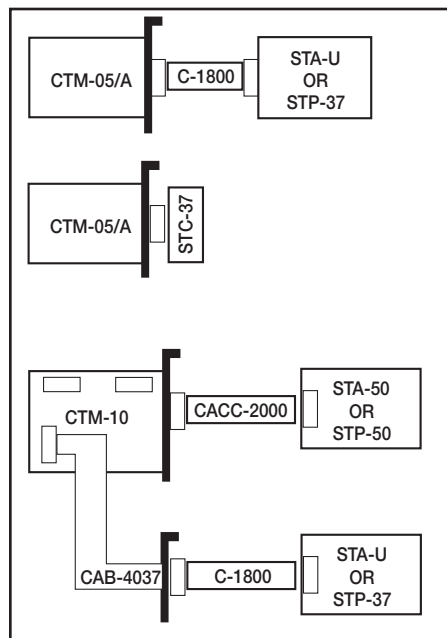 CTM-05/A
C-1800
STA-U
OR
STP-37
CTM-05/A
STC-37
CTM-10
CACC-2000
STA-50
OR
STP-50
CAB-4037
C-1800
STA-U
OR
STP-37